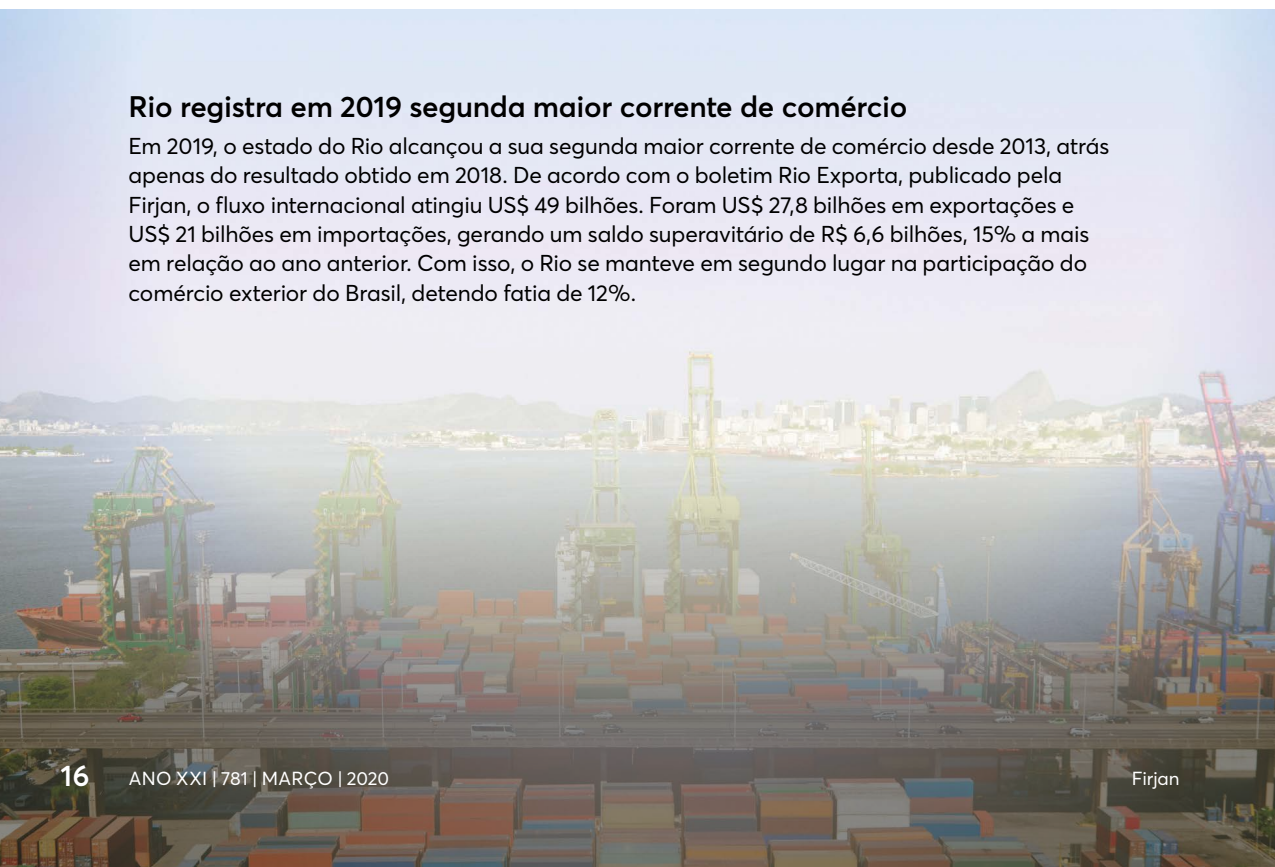 Rio registra em 2019 segunda maior corrente de comércio
Em 2019, o estado do Rio alcançou a sua segunda maior corrente de comércio desde 2013, atrás
apenas do resultado obtido em 2018. De acordo com o boletim Rio Exporta, publicado pela
Firjan, o fluxo internacional atingiu US$ 49 bilhões. Foram US$ 27,8 bilhões em exportações e
US$ 21 bilhões em importações, gerando um saldo superavitário de R$ 6,6 bilhões, 15% a mais
em relação ao ano anterior. Com isso, o Rio se manteve em segundo lugar na participação do
comércio exterior do Brasil, detendo fatia de 12%.
16 ANO XXI | 781 | MARÇO | 2020 Firjan